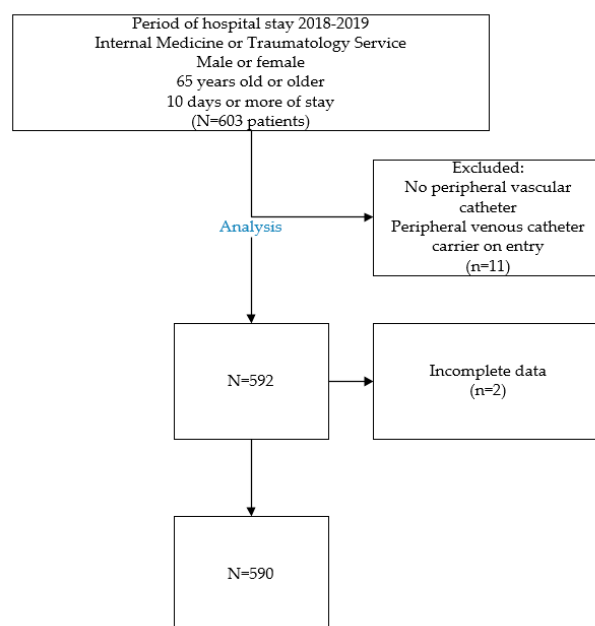 Period of hospital stay 2018-2019
Internal Medicine or Traumatology Service
Male or female
65 years old or older
10 days or more of stay
(N=603 patients)
Excluded:
No peripheral vascular
catheter
Peripheral venous catheter
carrier on entry
(n=11)
Analysis
N=592
Incomplete data
(n=2)
N=590